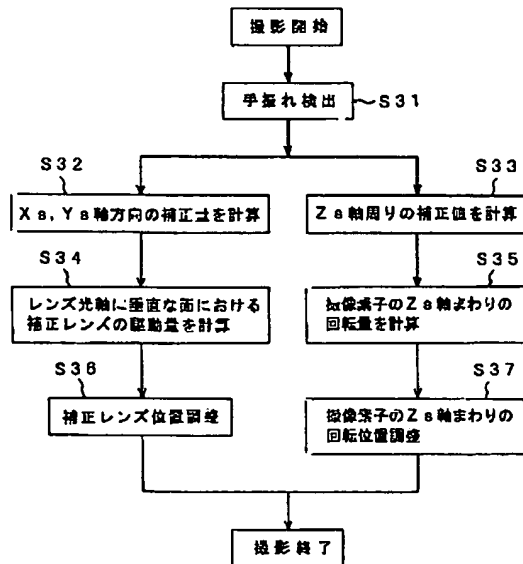 撮影開始
手振れ検出
S31
S32
S33
Xs,Ys軸方向の補正量を計算
Zs軸周りの補正値を計算
S34
S35
レンズ光軸に垂直な面における
補正レンズの駆動量を計算
撮像素子のZs軸まわりの
回転量を計算
S36
S37
補正レンズ位置調整
撮像素子のZs軸まわりの
回転位置調整
撮影終了